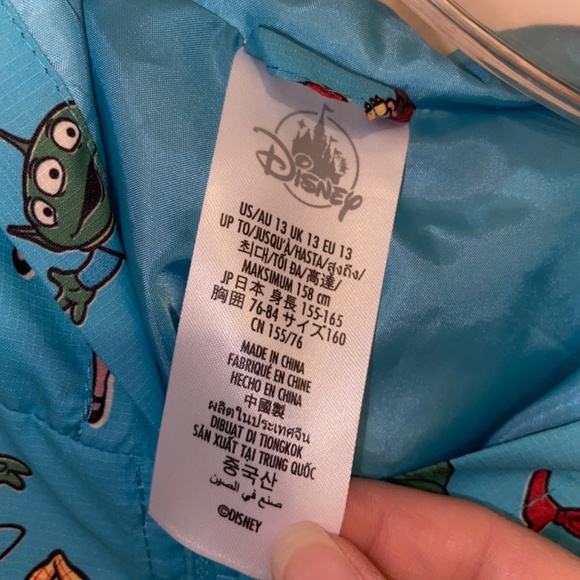 Disney
US/AU 13 UK 13 EU 13
UP TO/JUSQU'À/HASTA/สูงถึง/
최대/TỐI ĐA/高達/
MAKSIMUM 158 cm
JP日本 身長 155-165
胸囲 76-84 サイズ160
CN 155/76
MADE IN CHINA
FABRIQUÉ EN CHINE
HECHO EN CHINA
中國製
ผลิตในประเทศจีน
DIBUAT DI TIONGKOK
SẢN XUẤT TẠI TRUNG QUỐC
중국산
صنع في الصين
©DISNEY